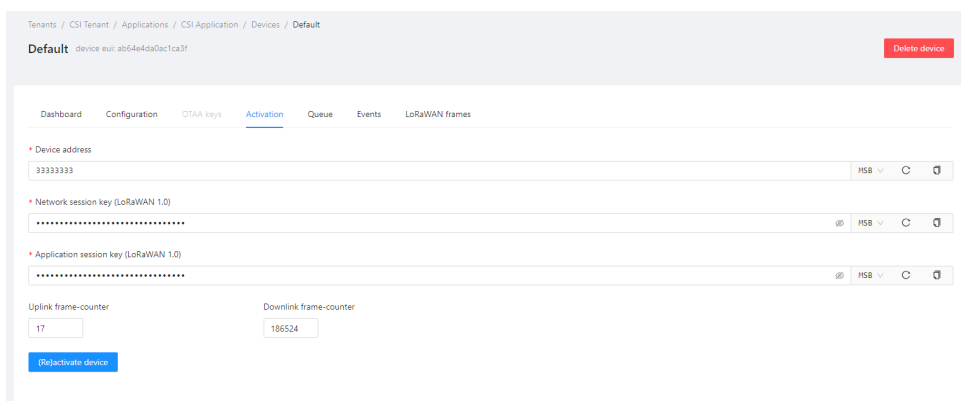 Tenants / CSI Tenant / Applications / CSI Application / Devices / Default
Default device eui: ab64e4da0ac1ca3f
Delete device
Dashboard Configuration OTAA keys Activation Queue Events LoRaWAN frames
* Device address
33333333 MSB
* Network session key (LoRaWAN 1.0)
•••••••••••••••••••••••••••••••• MSB
* Application session key (LoRaWAN 1.0)
•••••••••••••••••••••••••••••••• MSB
Uplink frame-counter Downlink frame-counter
17 186524
(Re)activate device